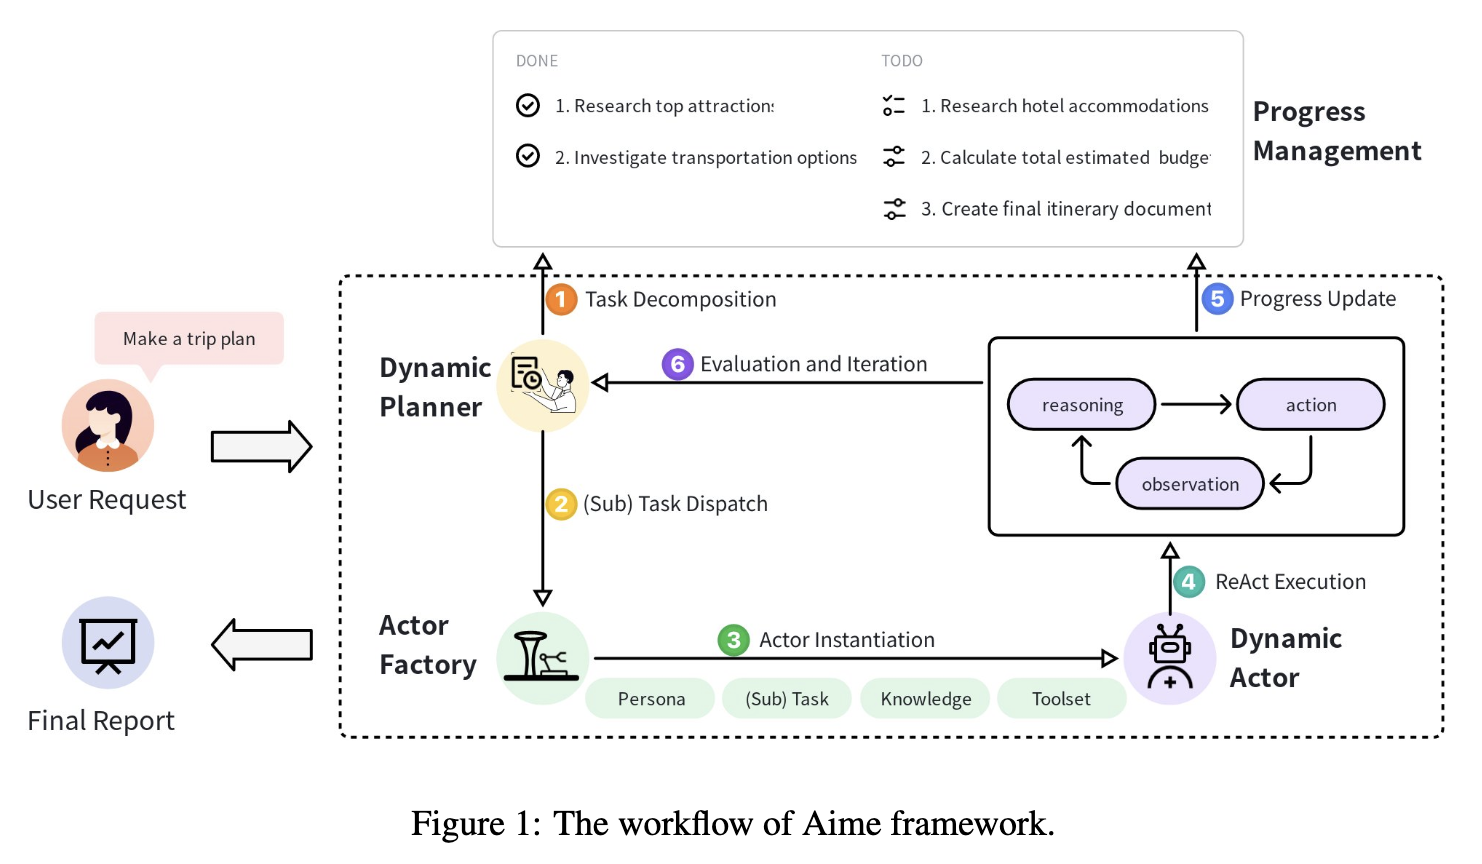 DONE
1. Research top attractions
2. Investigate transportation options
TODO
1. Research hotel accommodations
2. Calculate total estimated budge
3. Create final itinerary document
Progress
Management
1 Task Decomposition
5 Progress Update
Make a trip plan
User Request
Dynamic
Planner
6 Evaluation and Iteration
reasoning
action
observation
2 (Sub) Task Dispatch
4 ReAct Execution
Actor
Factory
3 Actor Instantiation
Persona
(Sub) Task
Knowledge
Toolset
Dynamic
Actor
Final Report
Figure 1: The workflow of Aime framework.